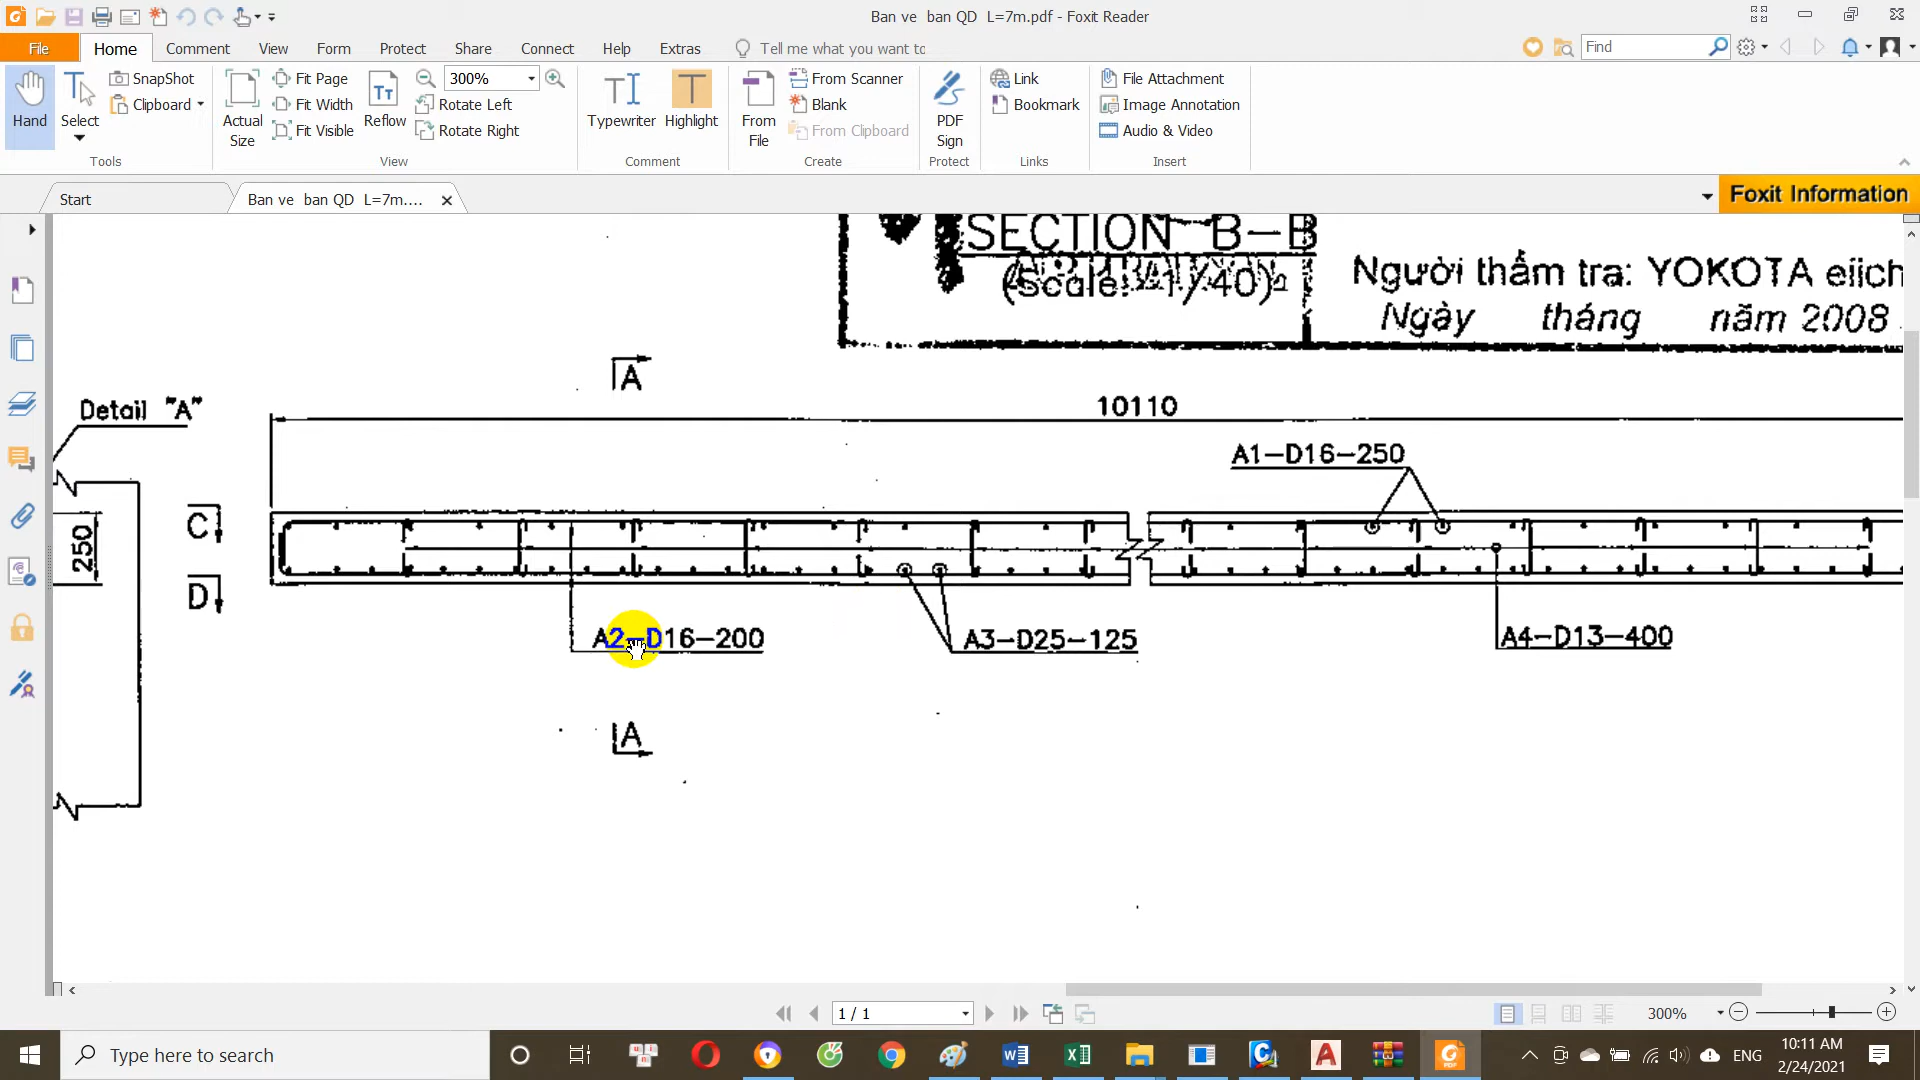 Ban ve ban QD L=7m.pdf - Foxit Reader
File Home Comment View Form Protect Share Connect Help Extras Tell me what you want to Find
Hand
Select
SnapShot
Clipboard
Tools
Actual
Size
Fit Page
Fit Width
Fit Visible
Reflow
300%
Rotate Left
Rotate Right
View
Typewriter
Highlight
Comment
From
File
From Scanner
Blank
From Clipboard
Create
PDF
Sign
Protect
Link
Bookmark
Links
File Attachment
Image Annotation
Audio & Video
Insert
Start
Ban ve ban QD L=7m....
Foxit Information
SECTION B-B
(Scale: 1/40)
Người thẩm tra: YOKOTA eiich
Ngày tháng năm 2008
A
Detail "A"
10110
A1-D16-250
C
250
D
A2-D16-200
A3-D25-125
A4-D13-400
A
1 / 1
300%
Type here to search
ENG
10:11 AM
2/24/2021